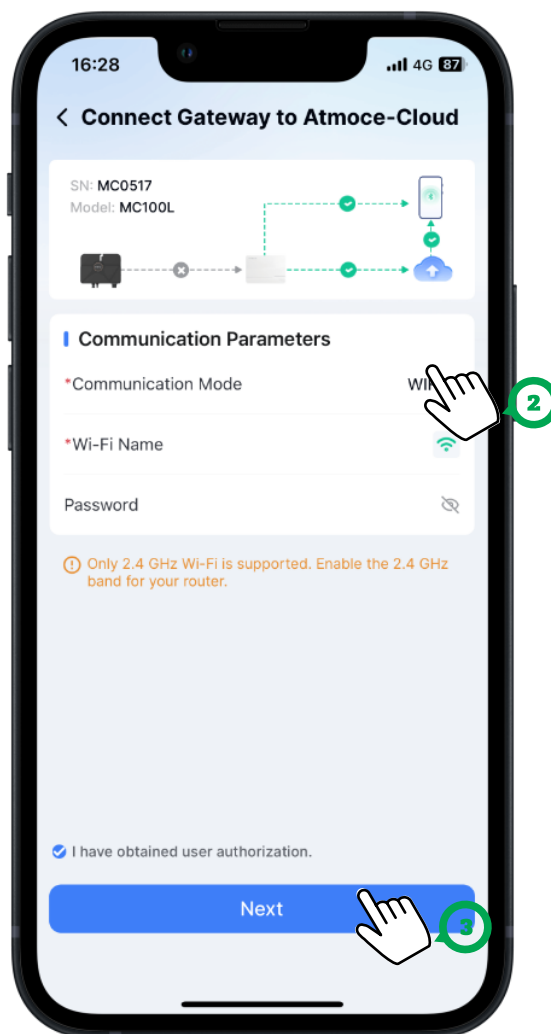 16:28
4G 87
Connect Gateway to Atmoce-Cloud
SN: MC0517
Model: MC100L
Communication Parameters
*Communication Mode
2
*Wi-Fi Name
Password
Only 2.4 GHz Wi-Fi is supported. Enable the 2.4 GHz
band for your router.
I have obtained user authorization.
Next
3